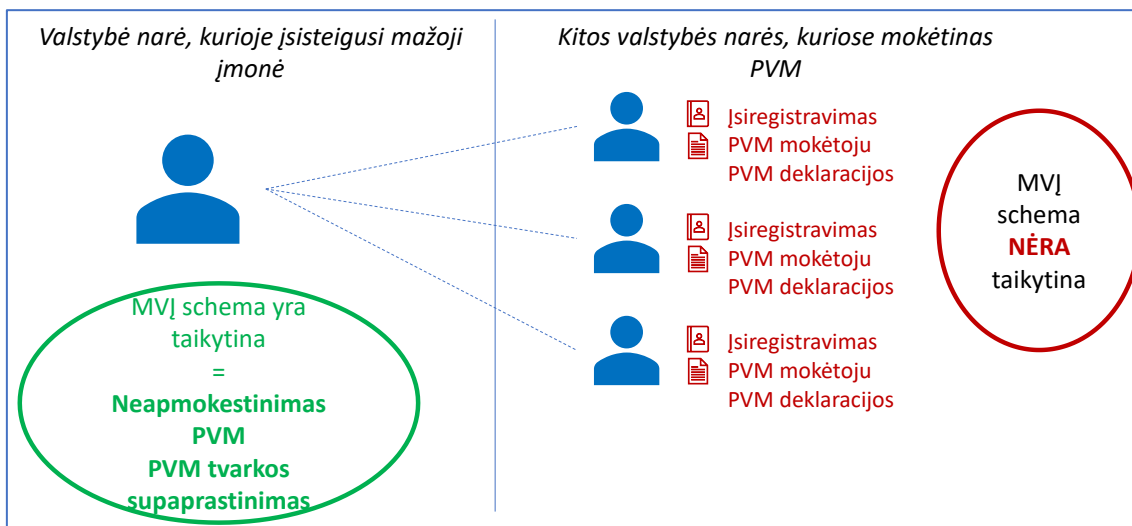 Valstybė narė, kurioje įsisteigusi mažoji
įmonė
MVĮ schema yra
taikytina
=
Neapmokestinimas
PVM
PVM tvarkos
supaprastinimas
Kitos valstybės narės, kuriose mokėtinas
PVM
Įsiregistravimas
PVM mokėtoju
PVM deklaracijos
Įsiregistravimas
PVM mokėtoju
PVM deklaracijos
Įsiregistravimas
PVM mokėtoju
PVM deklaracijos
MVĮ
schema
NĖRA
taikytina